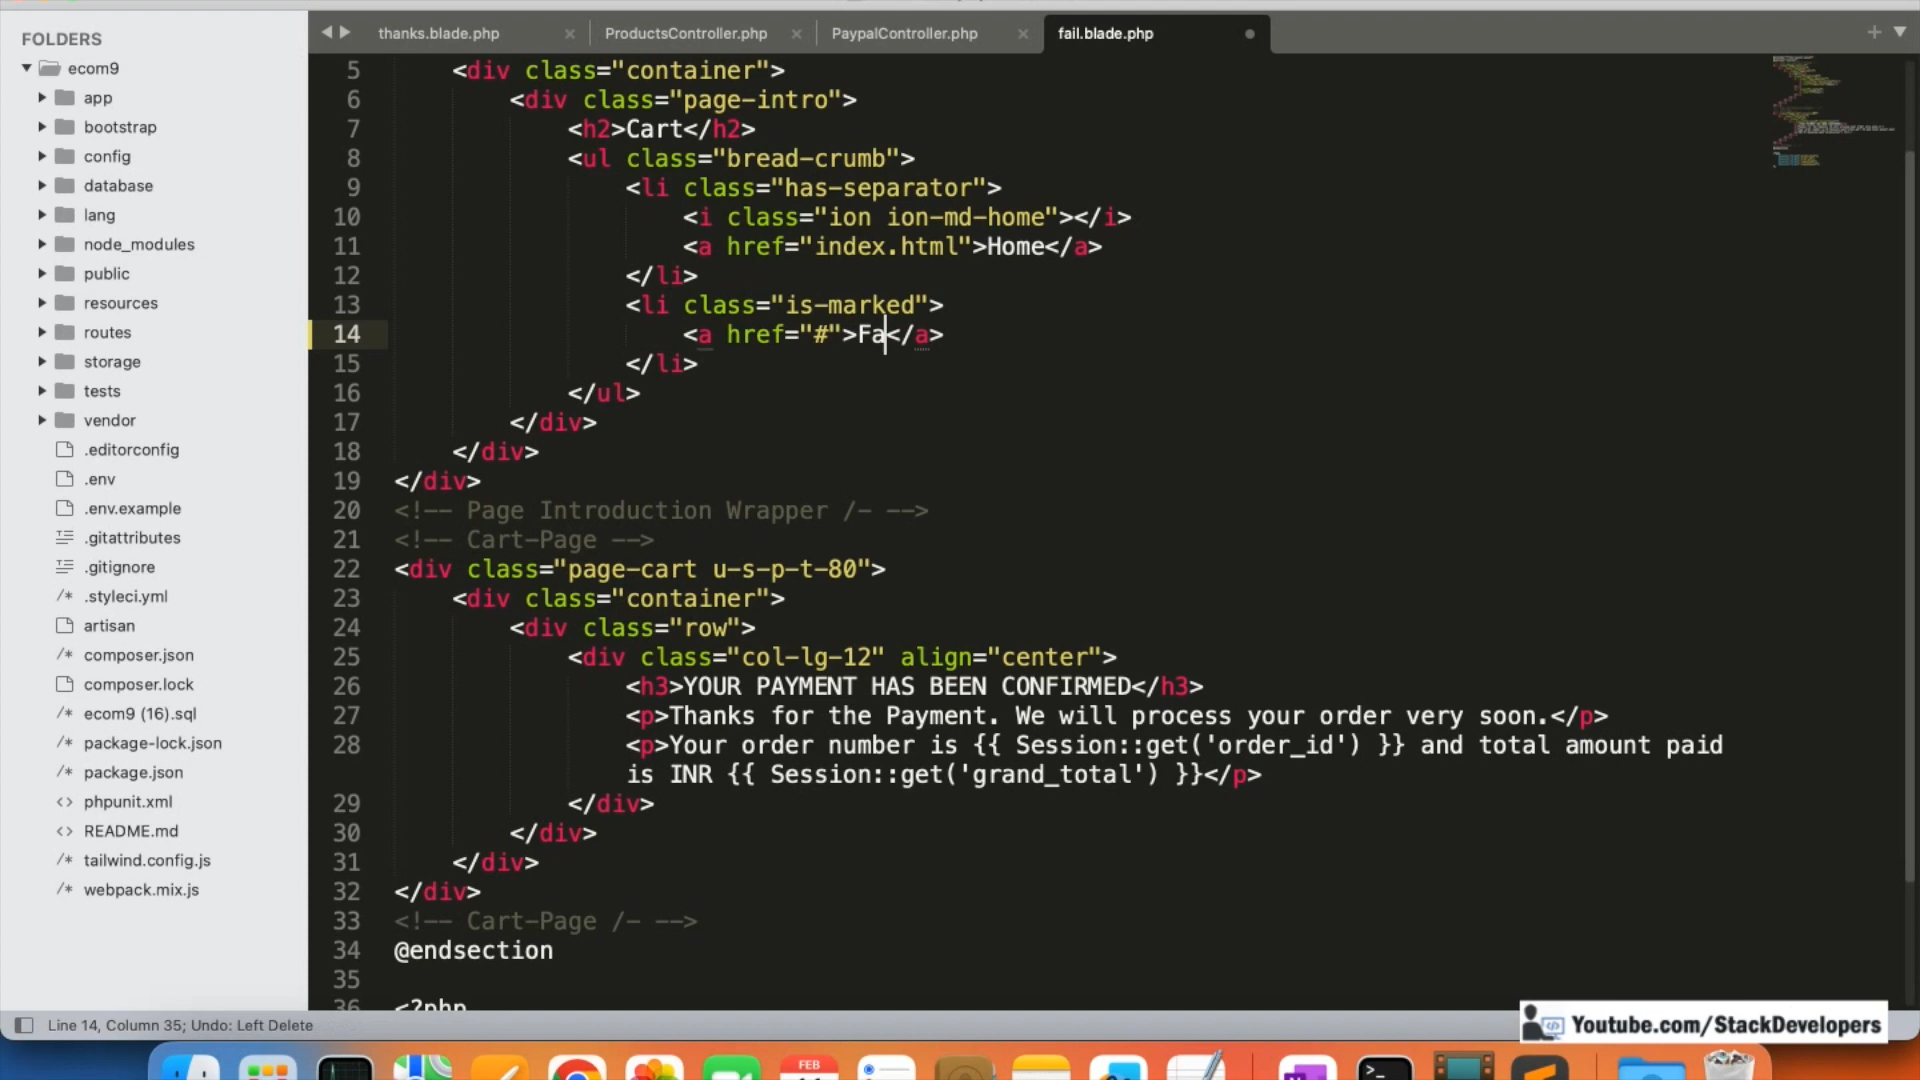 FOLDERS
ecom9
app
bootstrap
config
database
lang
node_modules
public
resources
routes
storage
tests
vendor
.editorconfig
.env
.env.example
.gitattributes
.gitignore
.styleci.yml
artisan
composer.json
composer.lock
ecom9 (16).sql
package-lock.json
package.json
phpunit.xml
README.md
tailwind.config.js
webpack.mix.js
thanks.blade.php
ProductsController.php
PaypalController.php
fail.blade.php
5 <div class="container">
6 <div class="page-intro">
7 <h2>Cart</h2>
8 <ul class="bread-crumb">
9 <li class="has-separator">
10 <i class="ion ion-md-home"></i>
11 <a href="index.html">Home</a>
12 </li>
13 <li class="is-marked">
14 <a href="#">Fa</a>
15 </li>
16 </ul>
17 </div>
18 </div>
19 </div>
20 <!-- Page Introduction Wrapper /- -->
21 <!-- Cart-Page -->
22 <div class="page-cart u-s-p-t-80">
23 <div class="container">
24 <div class="row">
25 <div class="col-lg-12" align="center">
26 <h3>YOUR PAYMENT HAS BEEN CONFIRMED</h3>
27 <p>Thanks for the Payment. We will process your order very soon.</p>
28 <p>Your order number is {{ Session::get('order_id') }} and total amount paid
is INR {{ Session::get('grand_total') }}</p>
29 </div>
30 </div>
31 </div>
32 </div>
33 <!-- Cart-Page /- -->
34 @endsection
35
36 <?php
Line 14, Column 35; Undo: Left Delete
Youtube.com/StackDevelopers
FEB